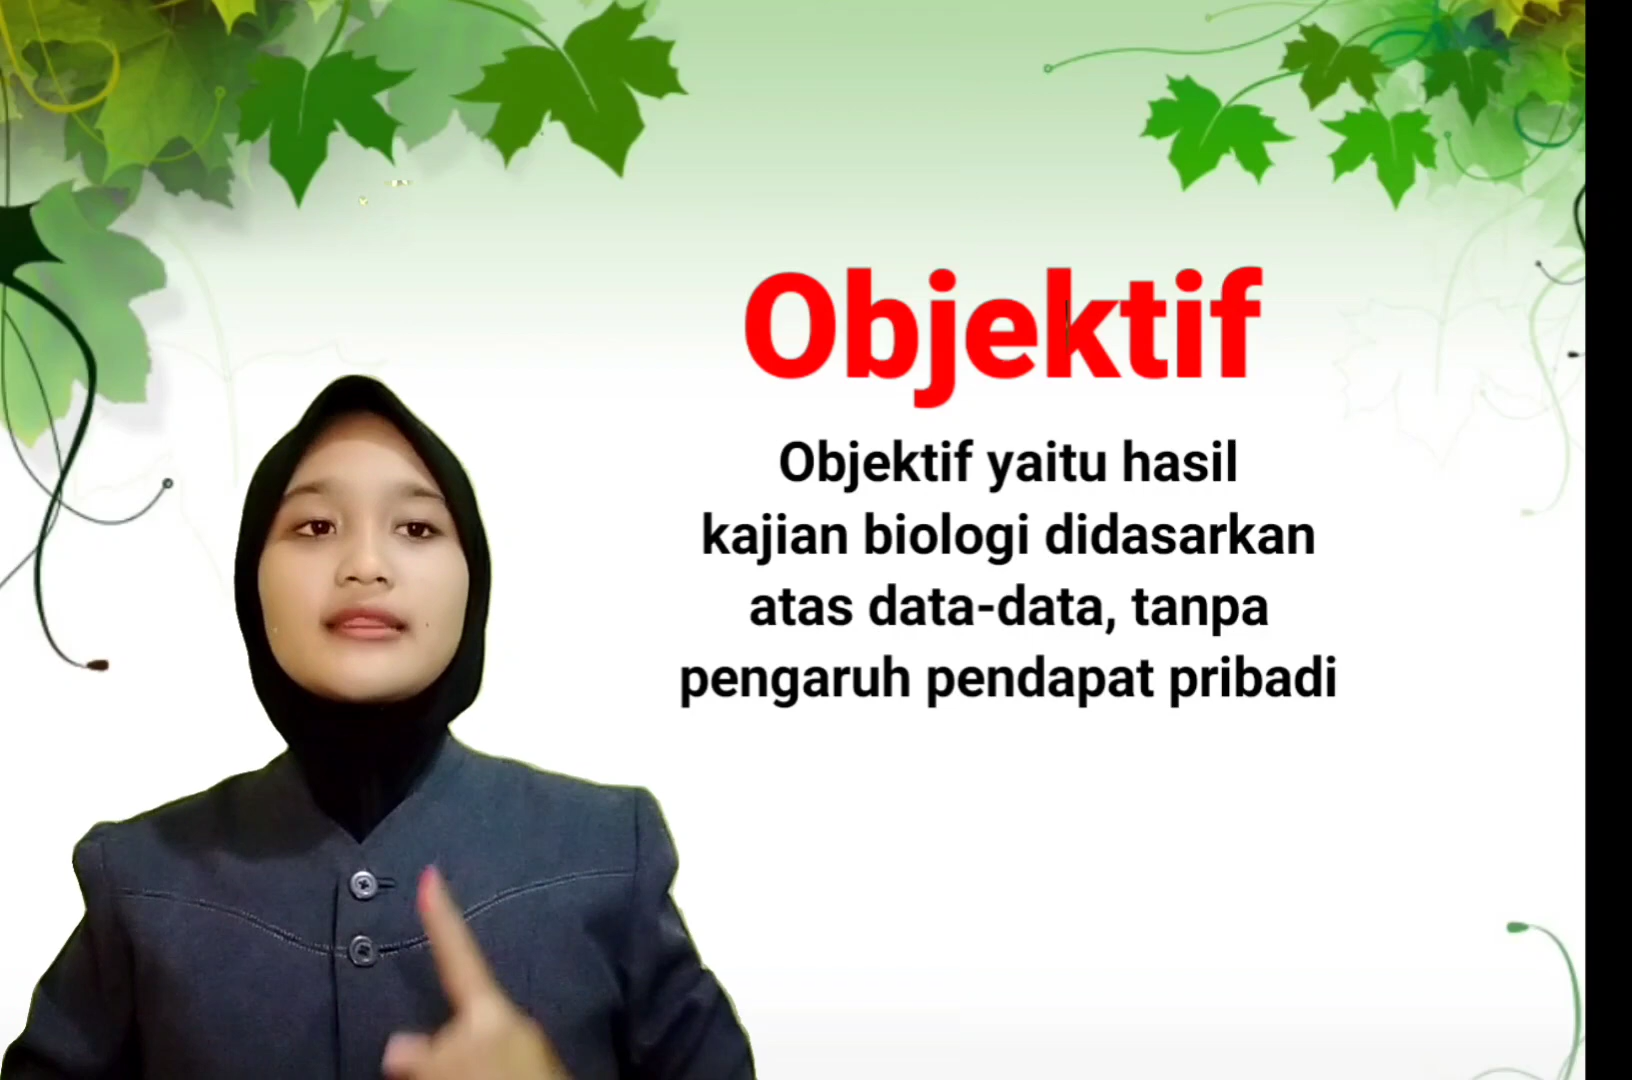 Objektif
Objektif yaitu hasil
kajian biologi didasarkan
atas data-data, tanpa
pengaruh pendapat pribadi